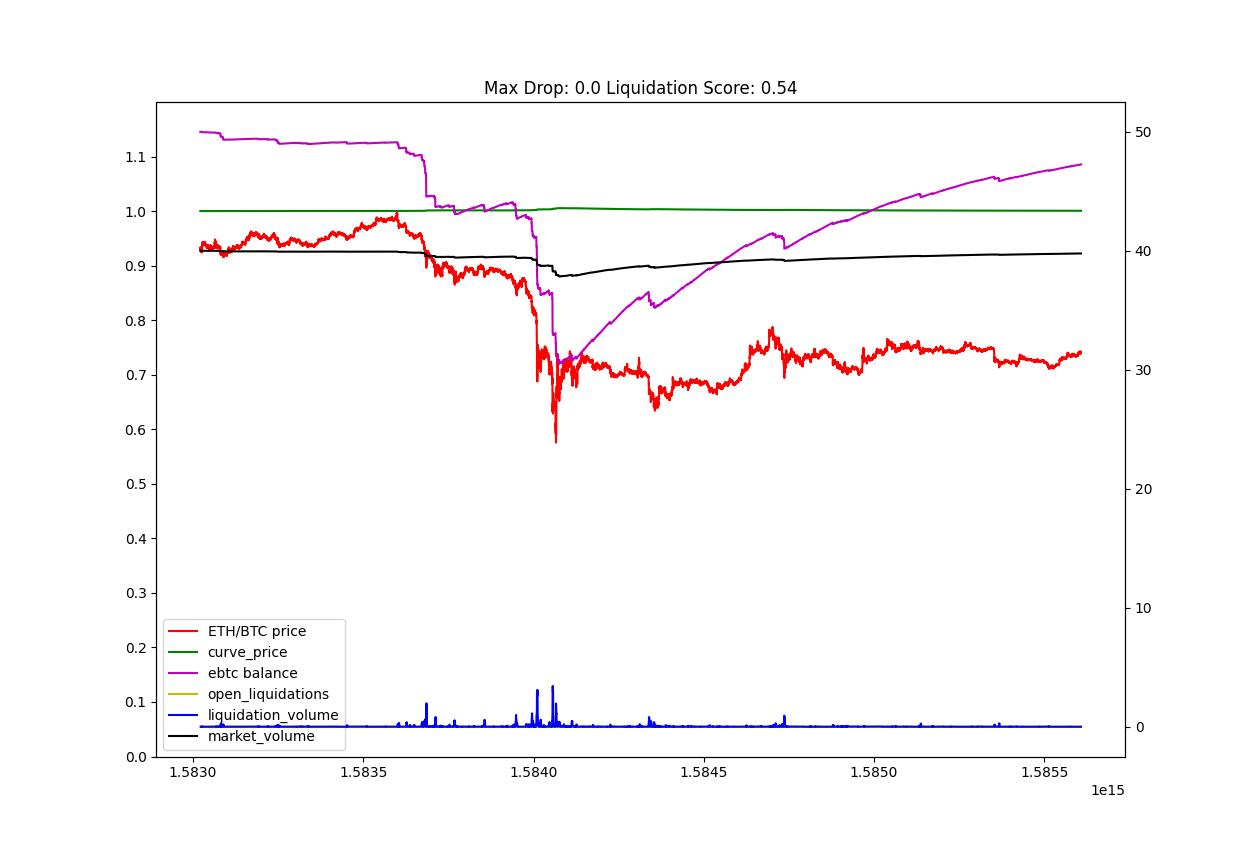 Max Drop: 0.0 Liquidation Score: 0.54
1.1
1.0
0.9
0.8
0.7
0.6
0.5
0.4
0.3
0.2
0.1
0.0
50
40
30
20
10
0
ETH/BTC price
curve_price
ebtc balance
open_liquidations
liquidation_volume
market_volume
1.5830 1.5835 1.5840 1.5845 1.5850 1.5855
1e15